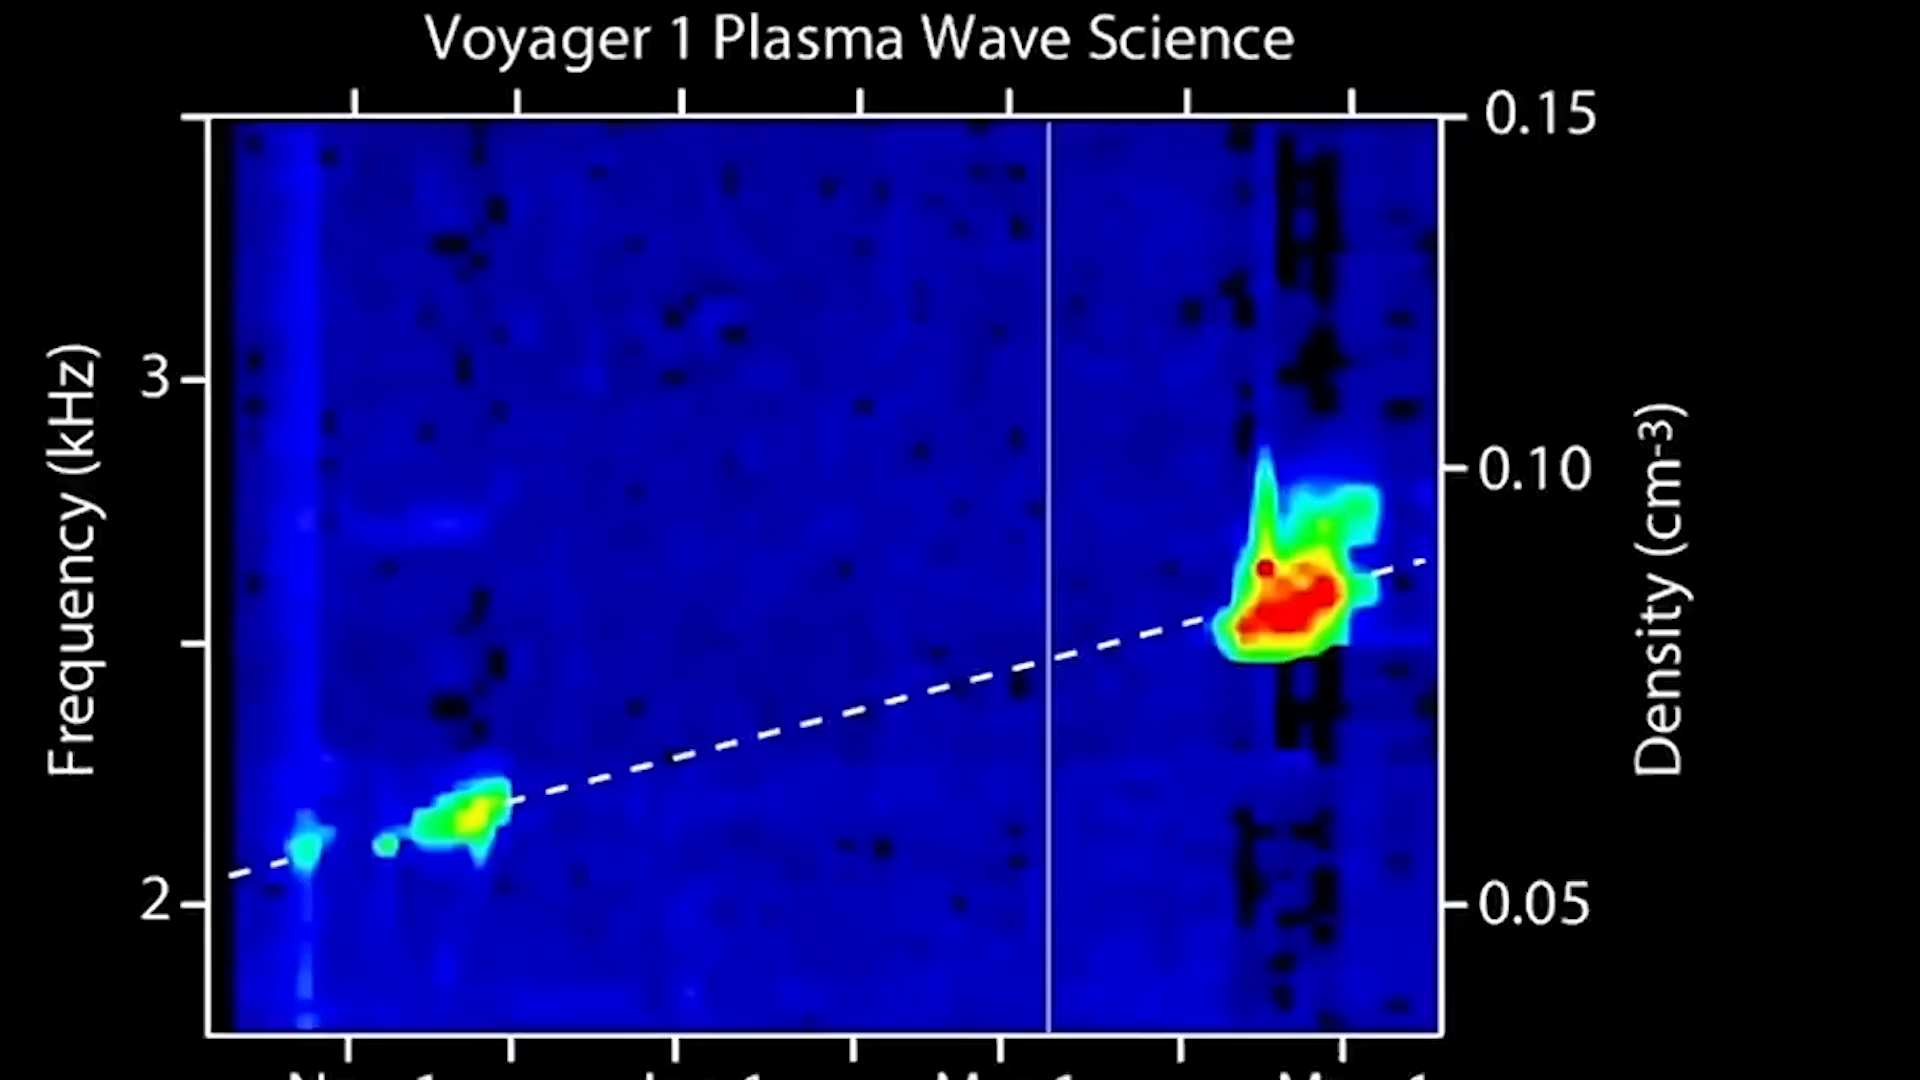 Voyager 1 Plasma Wave Science
0.15
3
0.10
Frequency (kHz)
Density (cm-3)
2
0.05